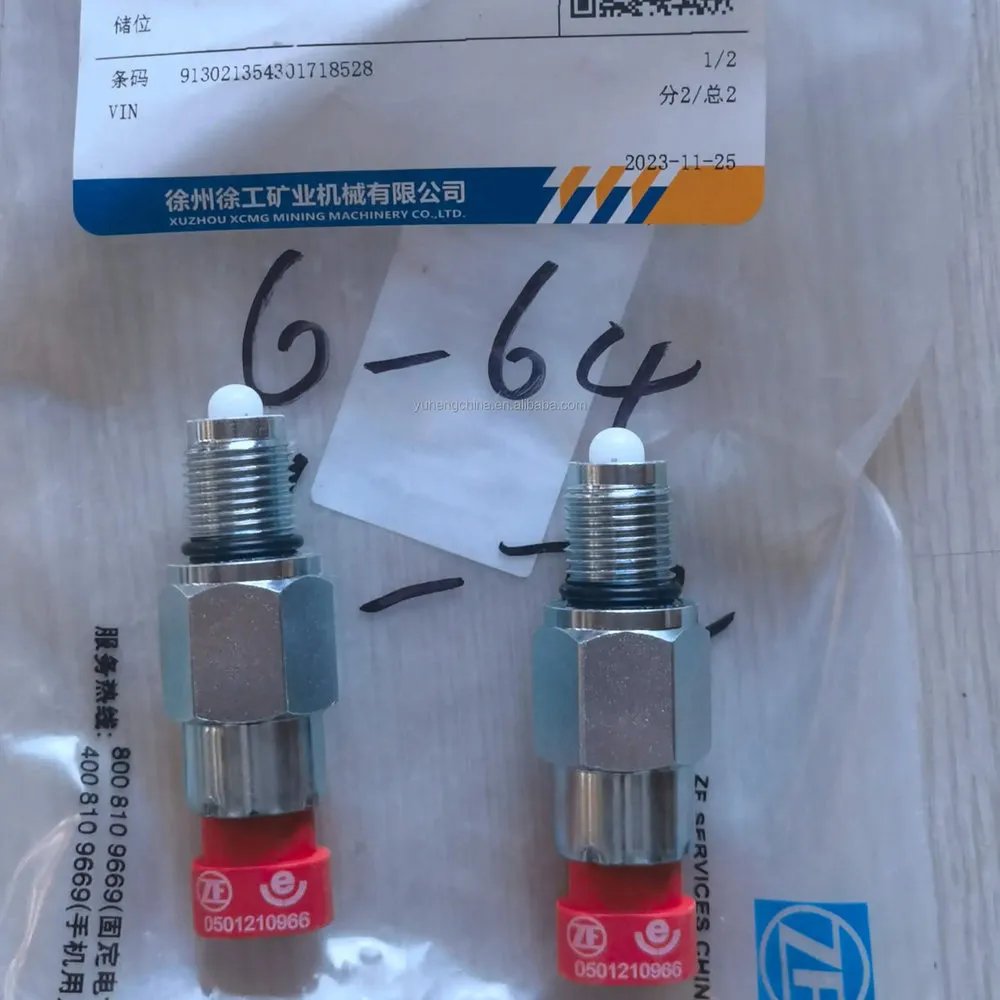 储位
条码 913021354301718528
1/2
VIN
分2/总2
2023-11-25
徐州徐工矿业机械有限公司
XUZHOU XCMG MINING MACHINERY CO.,LTD.
6-64
yunengchina.en.alibaba.com
服务热线: 800 810 9669(固定电
400 810 9669(手机用
ZF SERVICES CHIN
ZF
ZF e
0501210966
ZF e
0501210966